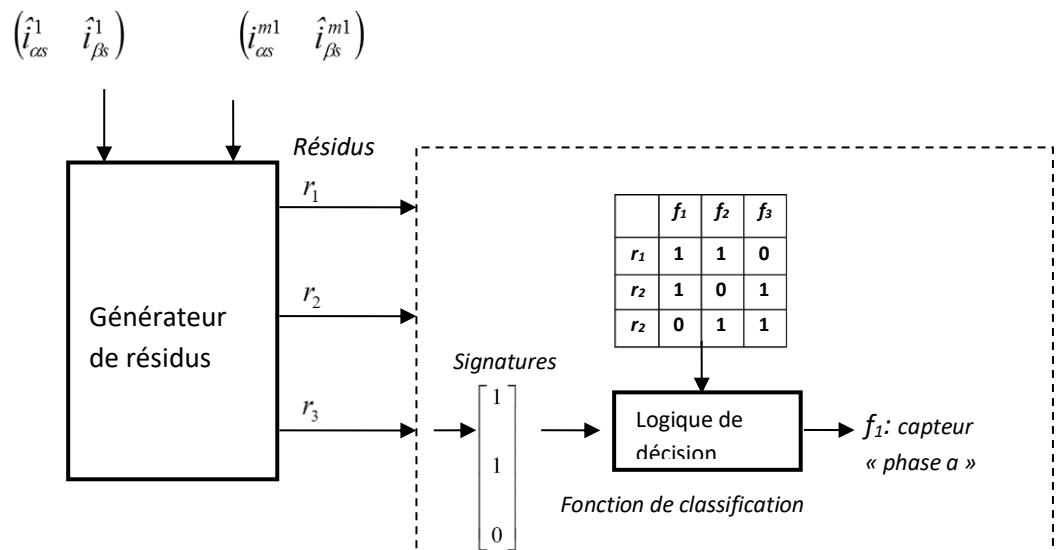 (î¹αs î¹βs) (i^m1αs î^m1βs)
Résidus
r1
r2
r3
Générateur
de résidus
f1 f2 f3
r1 1 1 0
r2 1 0 1
r2 0 1 1
Signatures
1
1
0
Logique de
décision
f1: capteur
« phase a »
Fonction de classification